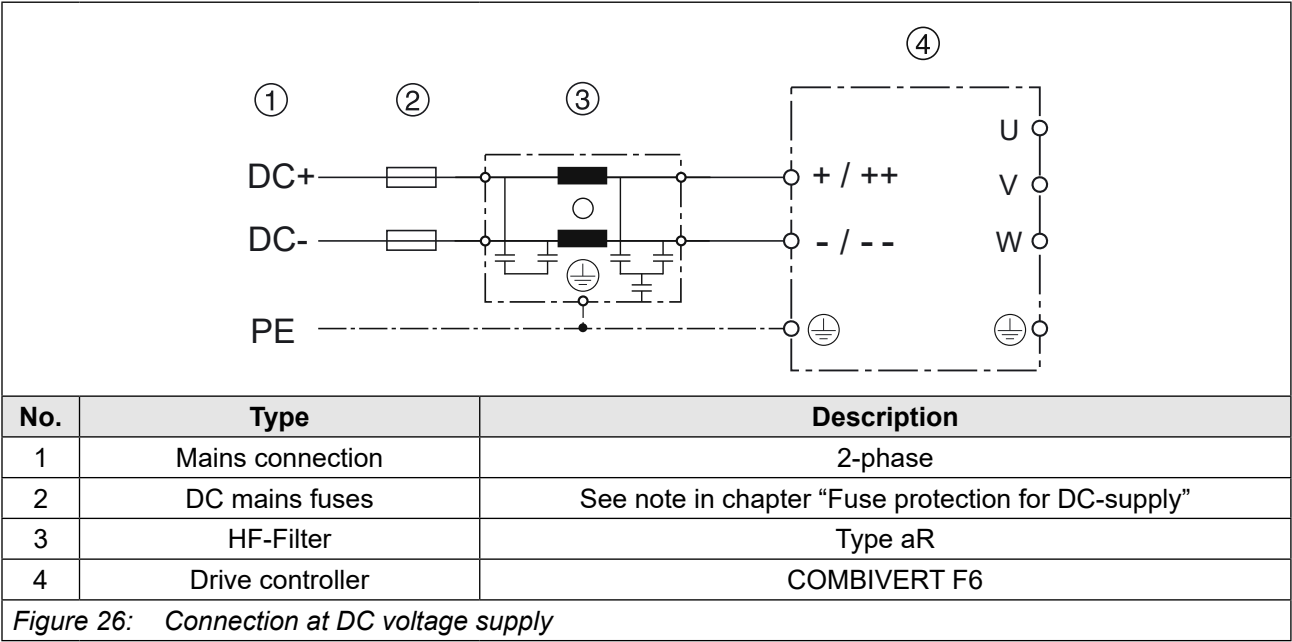 ④
① ② ③
U
DC+ + / ++ V
DC- - / - - W
PE
No. Type Description
1 Mains connection 2-phase
2 DC mains fuses See note in chapter “Fuse protection for DC-supply”
3 HF-Filter Type aR
4 Drive controller COMBIVERT F6
Figure 26: Connection at DC voltage supply